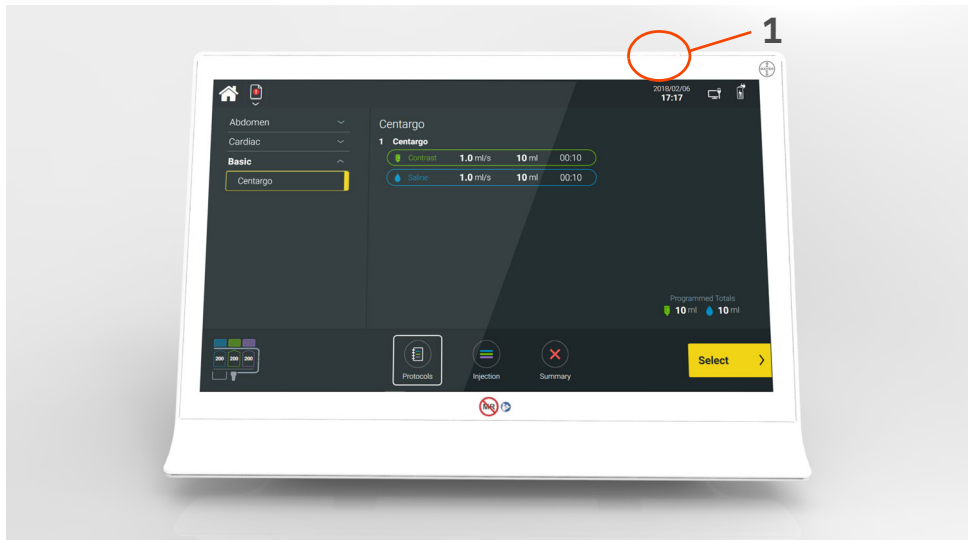 1
BAYER
2018/02/06
17:17
Abdomen
Cardiac
Basic
Centargo
Centargo
1 Centargo
Contrast 1.0 ml/s 10 ml 00:10
Saline 1.0 ml/s 10 ml 00:10
Programmed Totals
10 ml 10 ml
200 200 200
Protocols
Injection
Summary
Select
MR